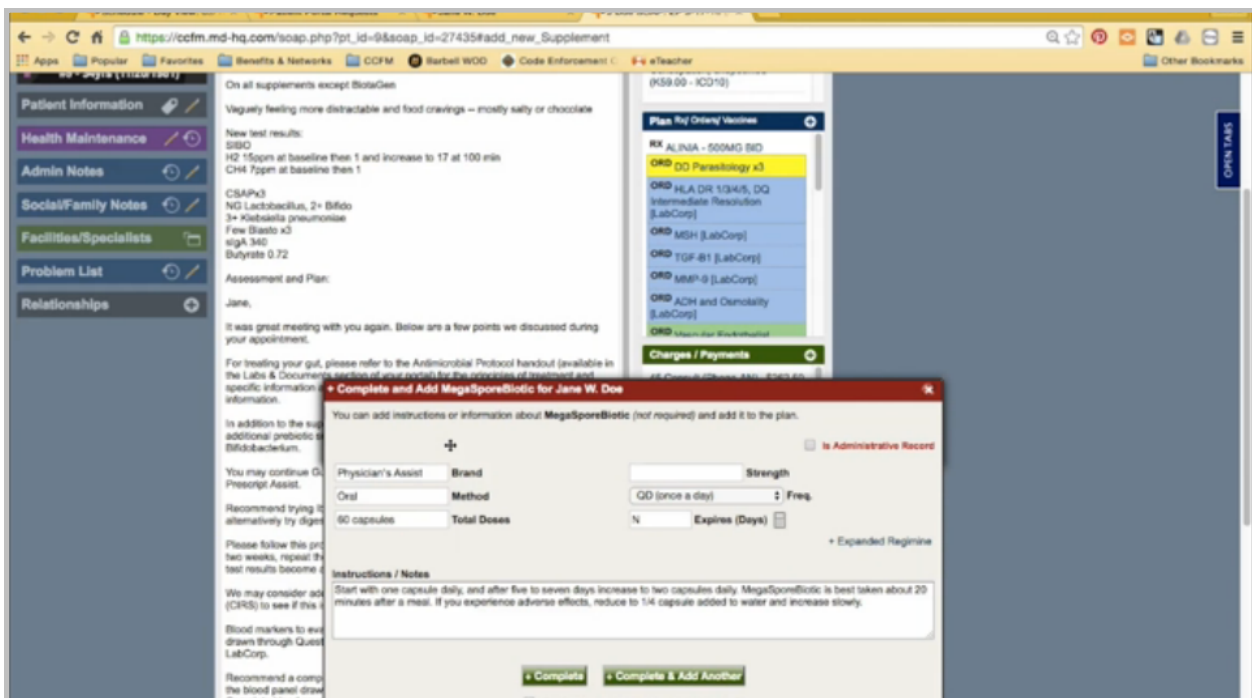 https://ccfm.md-hq.com/soap.php?pt_id=9&soap_id=27435#add_new_Supplement
Apps Popular Favorites Benefits & Networks CCFM Barbell WOD Code Enforcement C eTeacher Other Bookmarks
Patient Information
Health Maintenance
Admin Notes
Social/Family Notes
Facilities/Specialists
Problem List
Relationships
On all supplements except BiotaGen
Vaguely feeling more distractable and food cravings -- mostly salty or chocolate
New test results:
SIBO
H2 15ppm at baseline then 1 and increase to 17 at 100 min
CH4 7ppm at baseline then 1
CSAPx3
NG Lactobacillus, 2+ Bifido
3+ Klebsiella pneumoniae
Few Blasto x3
sIgA 340
Butyrate 0.72
Assessment and Plan:
Jane,
It was great meeting with you again. Below are a few points we discussed during
your appointment.
For treating your gut, please refer to the Antimicrobial Protocol handout (available in
the Labs & Documents section of your portal) for the principles of treatment and
specific information
information.
In addition to the
additional prebiotic
Bifidobacterium.
You may continue
Prescript Assist.
Recommend trying
alternatively try
Please follow this
two weeks, repeat
test results become
We may consider
(CIRS) to see if this
Blood markers to
drawn through
LabCorp.
Recommend a
the blood panel
(K59.00 - ICD10)
Plan Rx/ Orders/ Vaccines
RX ALINIA - 500MG BID
ORD DD Parasitology x3
ORD HLA DR 1/3/4/5, DQ
Intermediate Resolution
[LabCorp]
ORD MSH [LabCorp]
ORD TGF-B1 [LabCorp]
ORD MMP-9 [LabCorp]
ORD ADH and Osmolality
[LabCorp]
ORD Vascular Endothelial
Charges / Payments
OPEN TABS
+ Complete and Add MegaSporeBiotic for Jane W. Doe
You can add instructions or information about MegaSporeBiotic (not required) and add it to the plan.
Is Administrative Record
Physician's Assist Brand Strength
Oral Method QD (once a day) Freq.
60 capsules Total Doses N Expires (Days)
+ Expanded Regimine
Instructions / Notes
Start with one capsule daily, and after five to seven days increase to two capsules daily. MegaSporeBiotic is best taken about 20
minutes after a meal. If you experience adverse effects, reduce to 1/4 capsule added to water and increase slowly.
+ Complete + Complete & Add Another